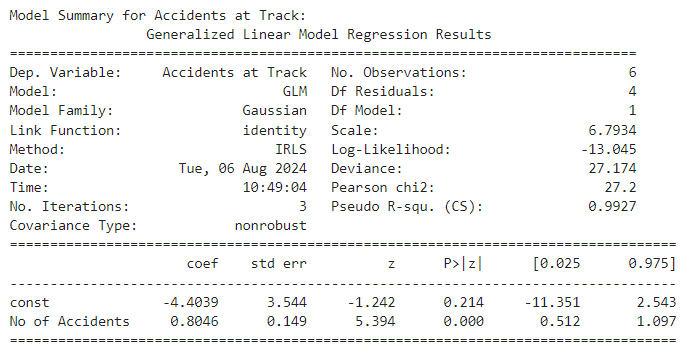 Model Summary for Accidents at Track:
Generalized Linear Model Regression Results
==============================================================================
Dep. Variable:     Accidents at Track   No. Observations:                    6
Model:                            GLM   Df Residuals:                        4
Model Family:                Gaussian   Df Model:                            1
Link Function:               identity   Scale:                          6.7934
Method:                          IRLS   Log-Likelihood:                -13.045
Date:                Tue, 06 Aug 2024   Deviance:                       27.174
Time:                        10:49:04   Pearson chi2:                     27.2
No. Iterations:                     3   Pseudo R-squ. (CS):             0.9927
Covariance Type:            nonrobust
===================================================================================
                      coef    std err          z      P>|z|      [0.025      0.975]
-----------------------------------------------------------------------------------
const              -4.4039      3.544     -1.242      0.214     -11.351       2.543
No of Accidents     0.8046      0.149      5.394      0.000       0.512       1.097
===================================================================================